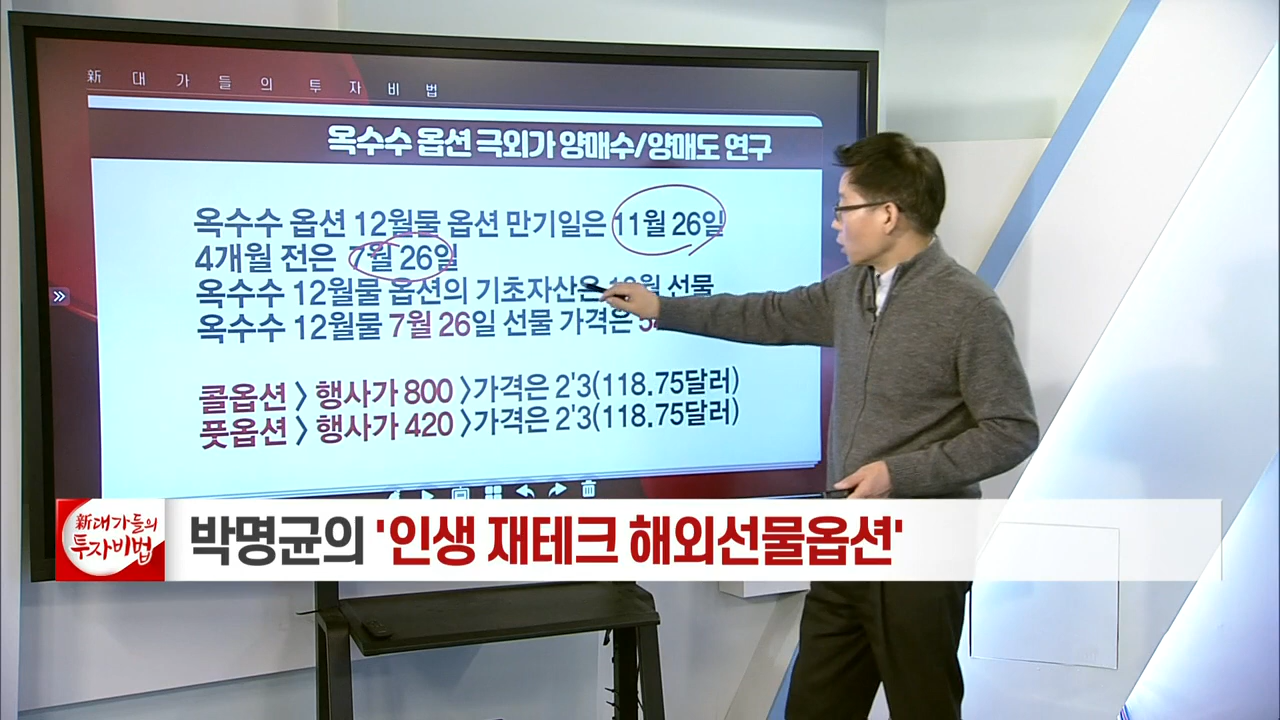 新 대 가 들 의 투 자 비 법
옥수수 옵션 극외가 양매수/양매도 연구
옥수수 옵션 12월물 옵션 만기일은 11월 26일
4개월 전은 7월 26일
옥수수 12월물 옵션의 기초자산은 선물
옥수수 12월물 7월 26일 선물 가격은
콜옵션 > 행사가 800 >가격은 2'3(118.75달러)
풋옵션 > 행사가 420 >가격은 2'3(118.75달러)
新대가들의
투자비법
박명균의 '인생 재테크 해외선물옵션'